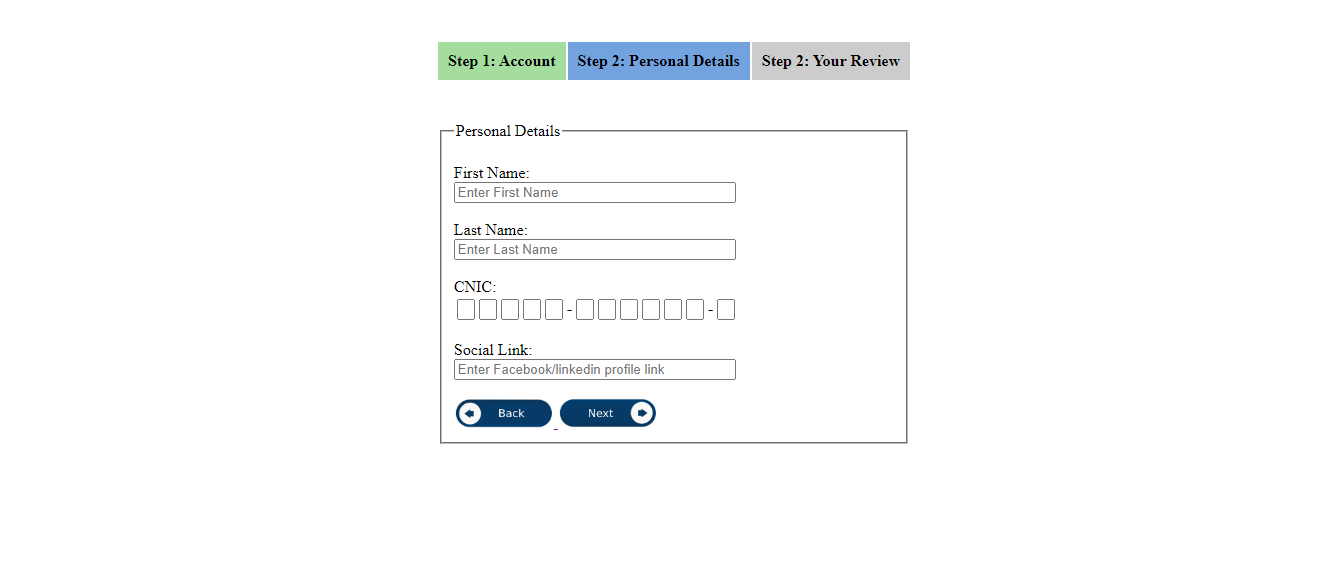 Step 1: Account Step 2: Personal Details Step 2: Your Review
Personal Details
First Name:
Enter First Name
Last Name:
Enter Last Name
CNIC:
- -
Social Link:
Enter Facebook/linkedin profile link
Back Next